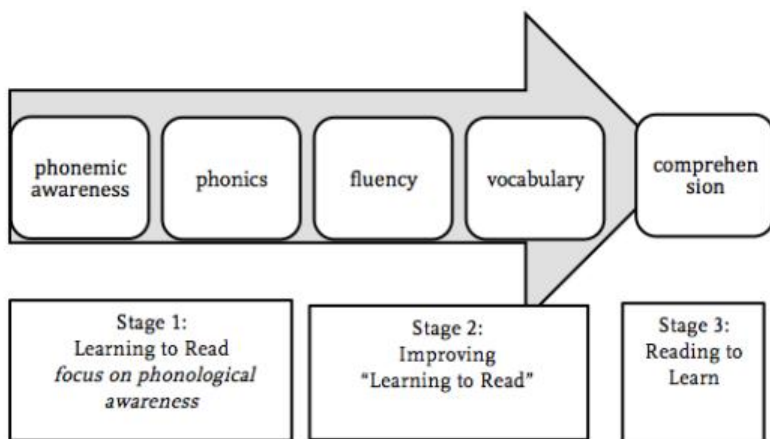 phonemic
awareness
phonics
fluency
vocabulary
comprehen
sion
Stage 1:
Learning to Read
focus on phonological
awareness
Stage 2:
Improving
“Learning to Read”
Stage 3:
Reading to
Learn